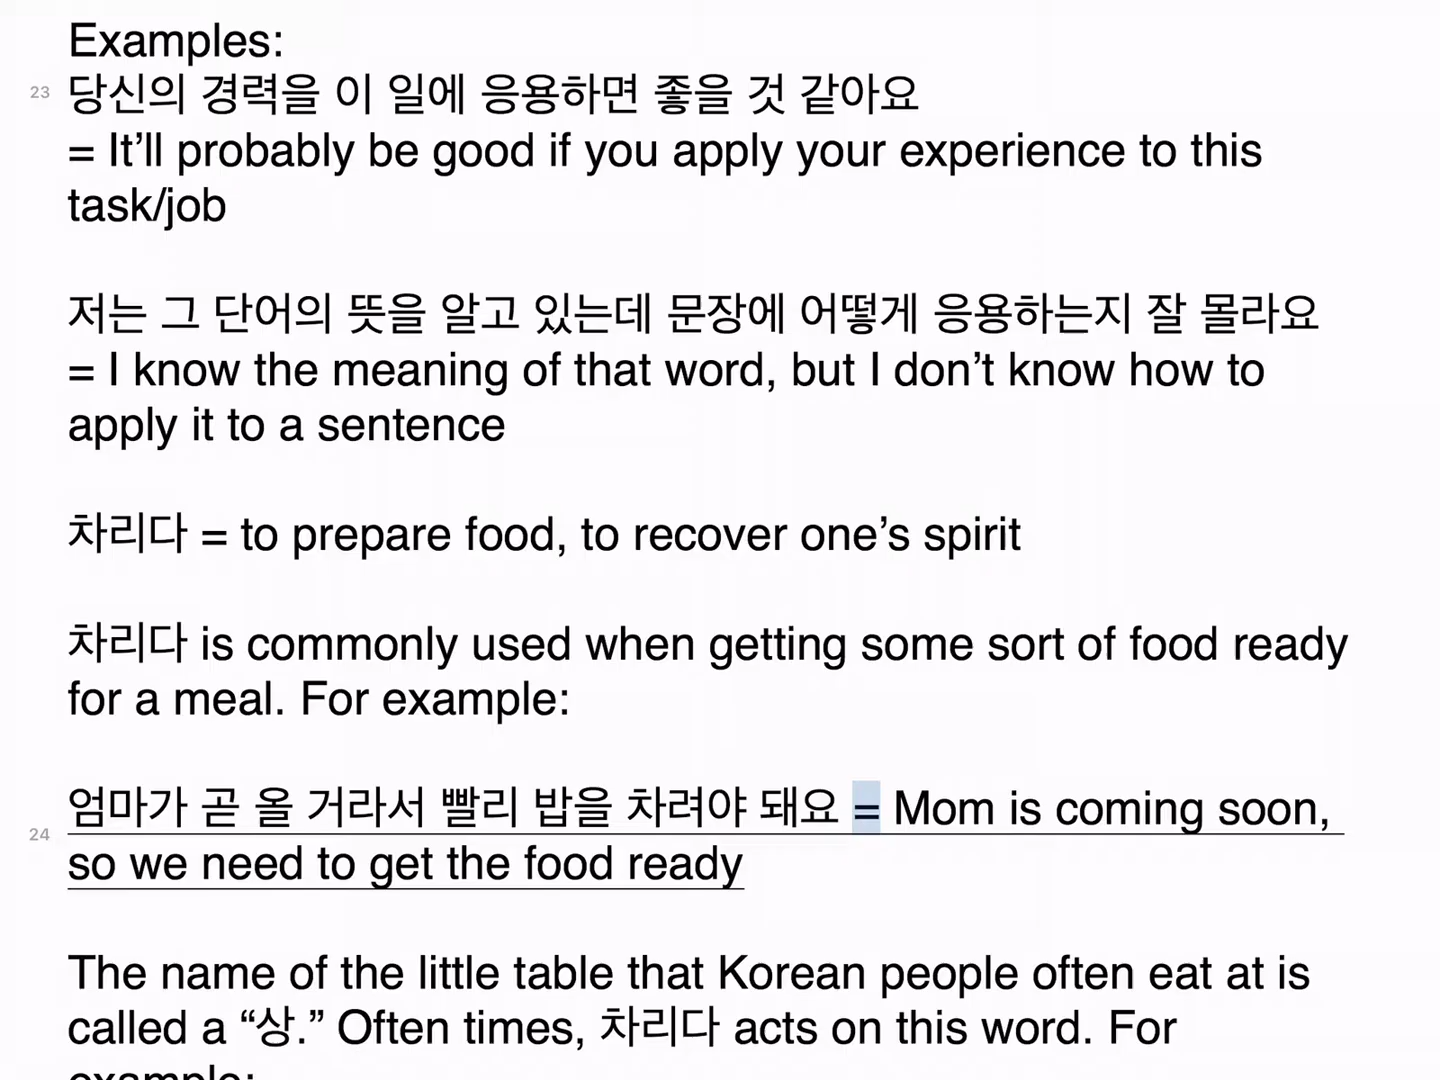 Examples:
23 당신의 경력을 이 일에 응용하면 좋을 것 같아요
= It’ll probably be good if you apply your experience to this
task/job
저는 그 단어의 뜻을 알고 있는데 문장에 어떻게 응용하는지 잘 몰라요
= I know the meaning of that word, but I don’t know how to
apply it to a sentence
차리다 = to prepare food, to recover one’s spirit
차리다 is commonly used when getting some sort of food ready
for a meal. For example:
엄마가 곧 올 거라서 빨리 밥을 차려야 돼요 = Mom is coming soon,
24
so we need to get the food ready
The name of the little table that Korean people often eat at is
called a “상.” Often times, 차리다 acts on this word. For
example: